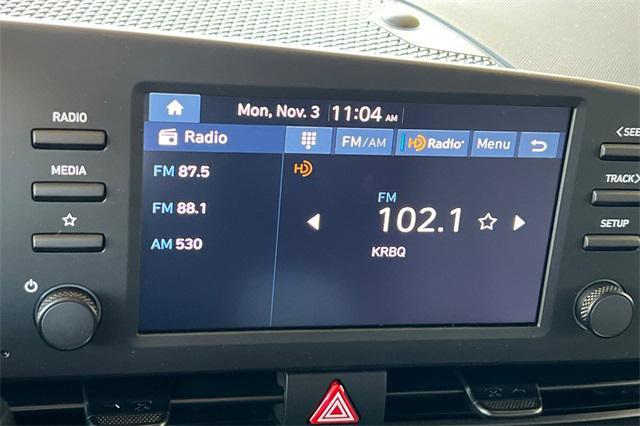 Mon, Nov. 3 11:04 AM
RADIO
MEDIA
Radio
FM/AM
HD Radio
Menu
FM 87.5
FM 88.1
AM 530
HD
FM
102.1
KRBQ
<SEE
TRACK>
SETUP